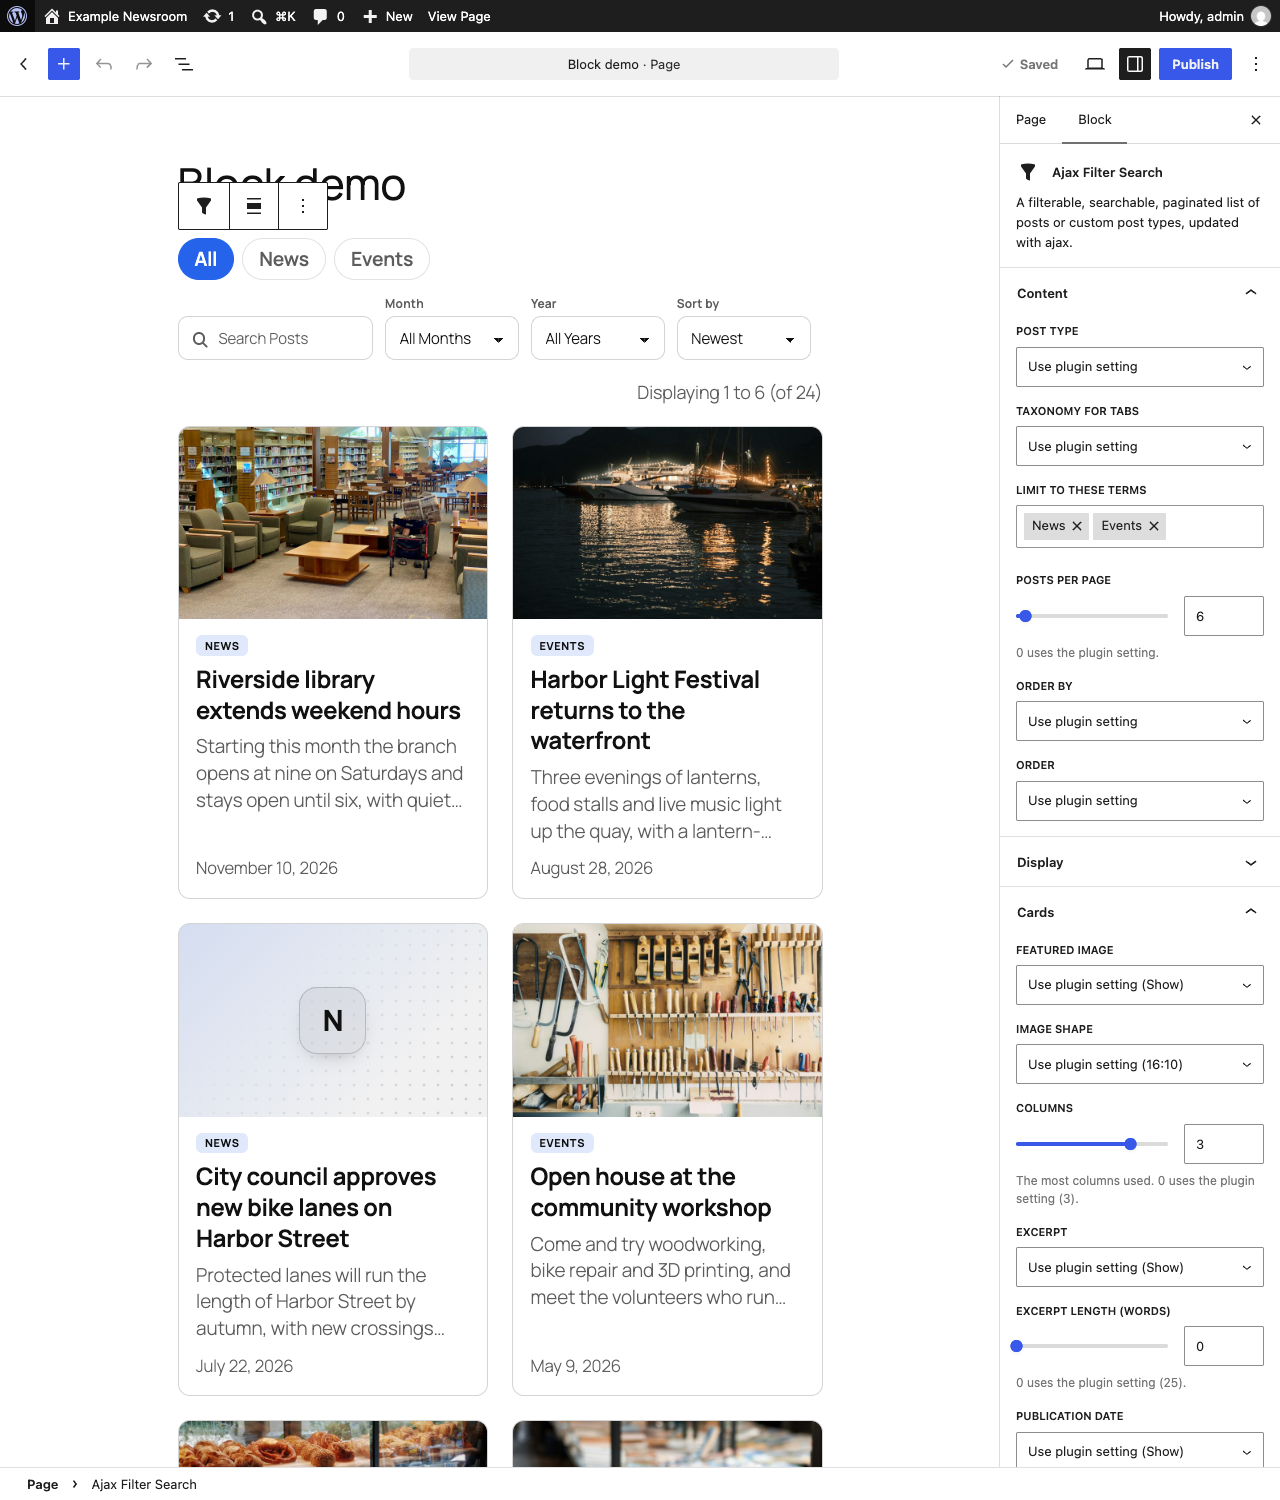 Example Newsroom 1 ⌘K 0 New View Page Howdy, admin
Block demo · Page Saved Publish
Page Block
Block demo
Ajax Filter Search
A filterable, searchable, paginated list of
posts or custom post types, updated
with ajax.
All News Events
Month Year Sort by
Search Posts All Months All Years Newest
Displaying 1 to 6 (of 24)
NEWS
Riverside library
extends weekend hours
Starting this month the branch
opens at nine on Saturdays and
stays open until six, with quiet...
November 10, 2026
EVENTS
Harbor Light Festival
returns to the
waterfront
Three evenings of lanterns,
food stalls and live music light
up the quay, with a lantern-...
August 28, 2026
N
NEWS
City council approves
new bike lanes on
Harbor Street
Protected lanes will run the
length of Harbor Street by
autumn, with new crossings...
July 22, 2026
EVENTS
Open house at the
community workshop
Come and try woodworking,
bike repair and 3D printing, and
meet the volunteers who run...
May 9, 2026
Content
POST TYPE
Use plugin setting
TAXONOMY FOR TABS
Use plugin setting
LIMIT TO THESE TERMS
News Events
POSTS PER PAGE
6
0 uses the plugin setting.
ORDER BY
Use plugin setting
ORDER
Use plugin setting
Display
Cards
FEATURED IMAGE
Use plugin setting (Show)
IMAGE SHAPE
Use plugin setting (16:10)
COLUMNS
3
The most columns used. 0 uses the plugin
setting (3).
EXCERPT
Use plugin setting (Show)
EXCERPT LENGTH (WORDS)
0
0 uses the plugin setting (25).
PUBLICATION DATE
Use plugin setting (Show)
Page › Ajax Filter Search